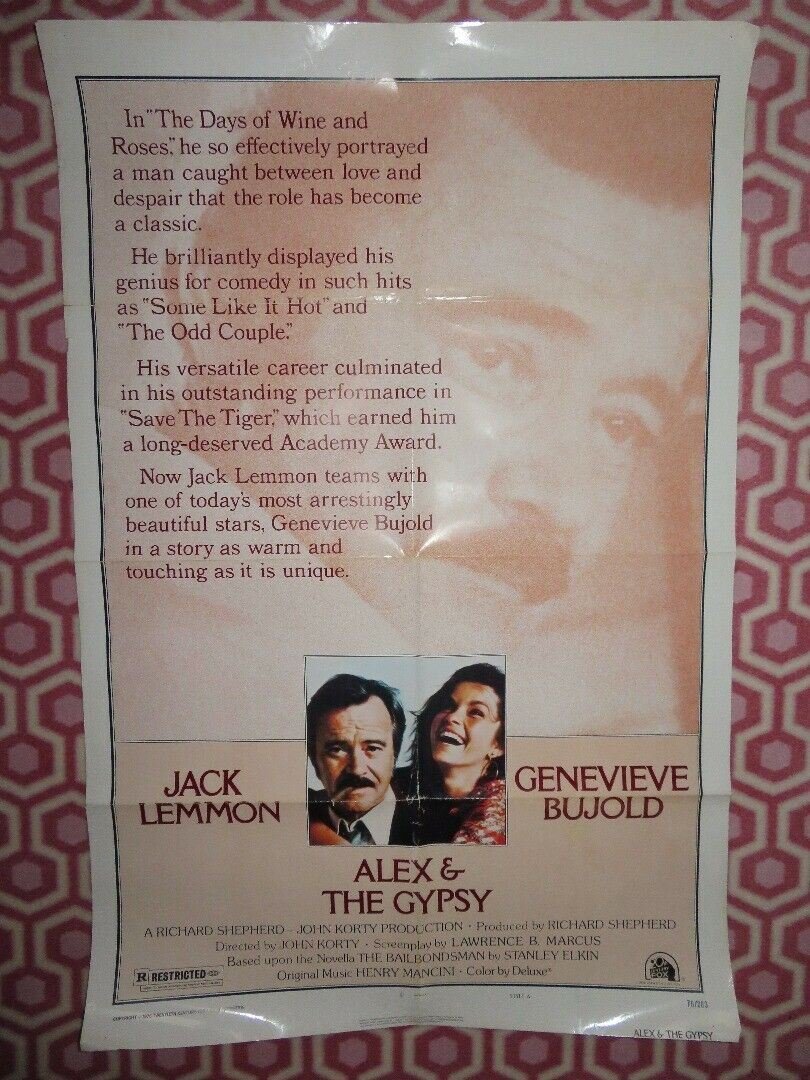 In "The Days of Wine and
Roses," he so effectively portrayed
a man caught between love and
despair that the role has become
a classic.
He brilliantly displayed his
genius for comedy in such hits
as "Some Like It Hot" and
"The Odd Couple."
His versatile career culminated
in his outstanding performance in
"Save The Tiger," which earned him
a long-deserved Academy Award.
Now Jack Lemmon teams with
one of today's most arrestingly
beautiful stars, Genevieve Bujold
in a story as warm and
touching as it is unique.
JACK
LEMMON
GENEVIEVE
BUJOLD
ALEX &
THE GYPSY
A RICHARD SHEPHERD – JOHN KORTY PRODUCTION · Produced by RICHARD SHEPHERD
Directed by JOHN KORTY · Screenplay by LAWRENCE B. MARCUS
Based upon the Novella THE BAILBONDSMAN by STANLEY ELKIN
Original Music HENRY MANCINI · Color by Deluxe®
R RESTRICTED
STYLE A
76/203
ALEX & THE GYPSY